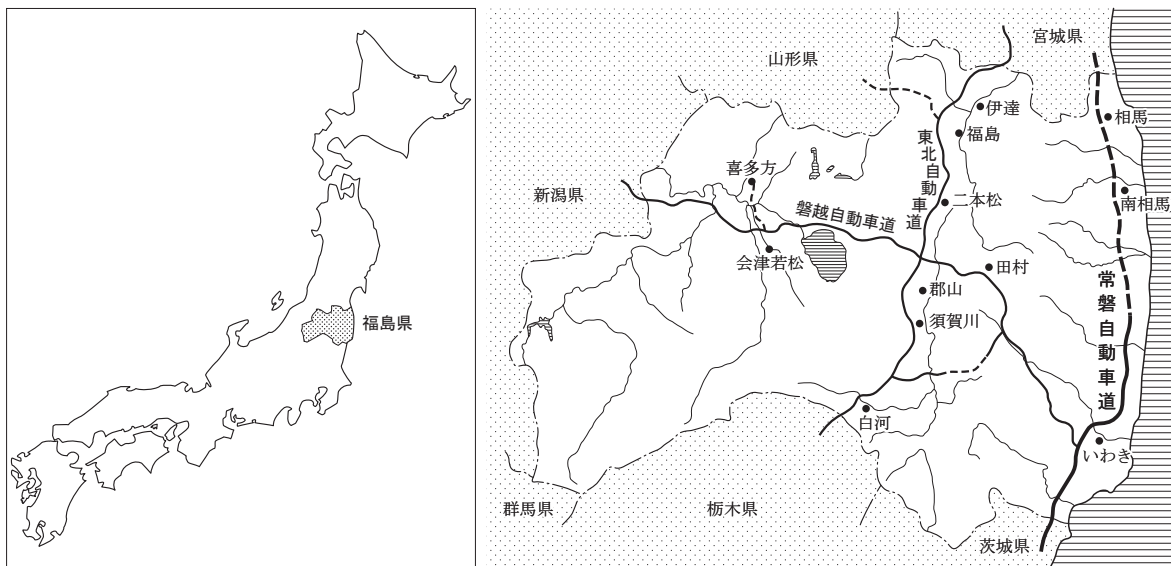 福島県
宮城県
山形県
伊達
相馬
福島
東北自動車道
喜多方
新潟県
南相馬
二本松
磐越自動車道
会津若松
田村
郡山
常磐自動車道
須賀川
白河
いわき
群馬県
栃木県
茨城県